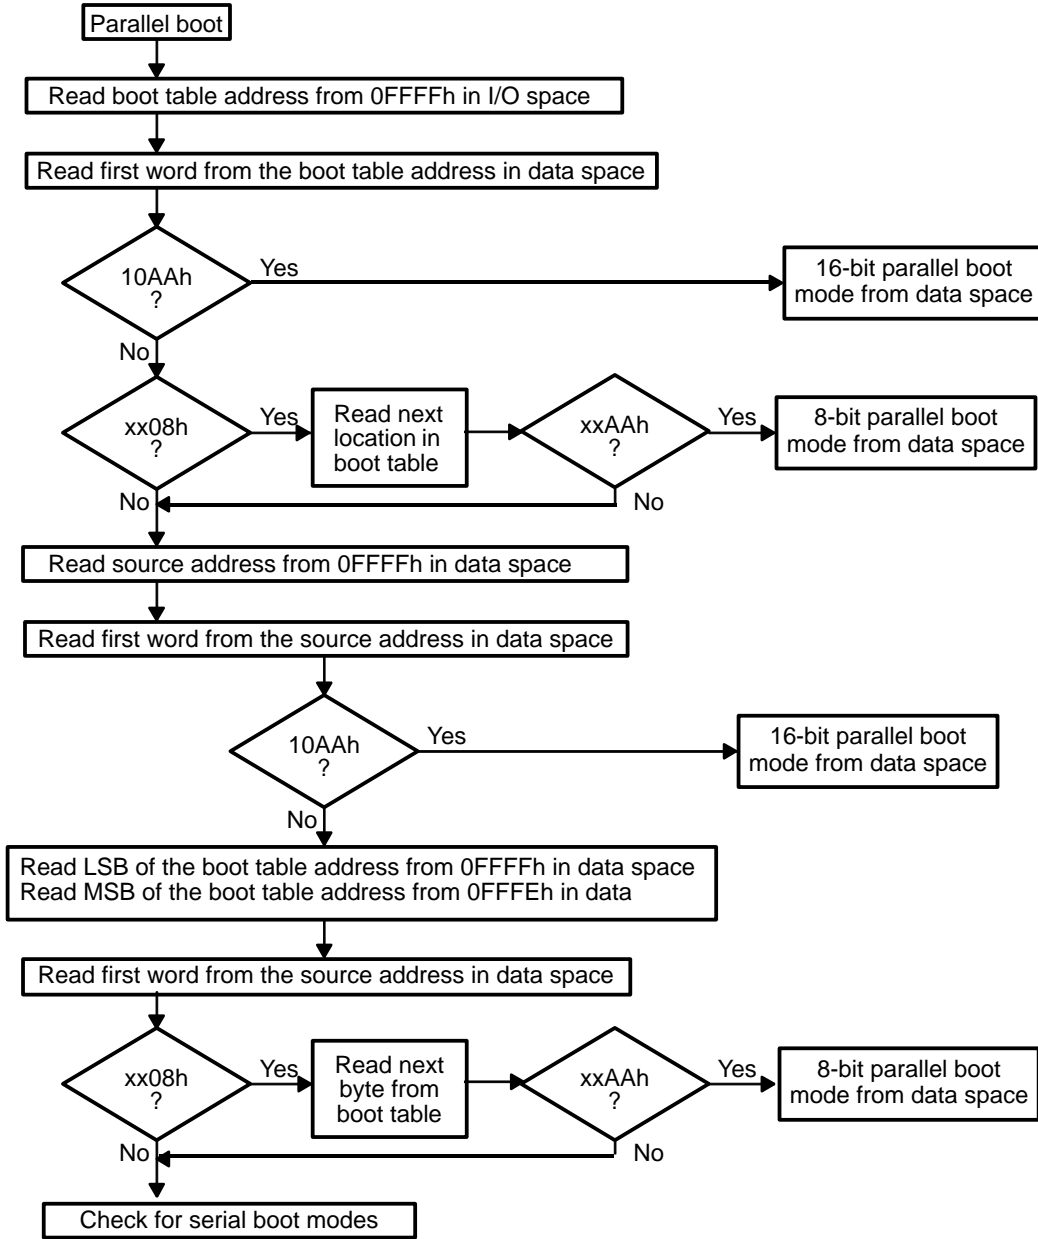 Parallel boot
Read boot table address from 0FFFFh in I/O space
Read first word from the boot table address in data space
10AAh
?
Yes
16-bit parallel boot
mode from data space
No
xx08h
?
Yes
Read next
location in
boot table
xxAAh
?
Yes
8-bit parallel boot
mode from data space
No
No
Read source address from 0FFFFh in data space
Read first word from the source address in data space
10AAh
?
Yes
16-bit parallel boot
mode from data space
No
Read LSB of the boot table address from 0FFFFh in data space
Read MSB of the boot table address from 0FFFEh in data
Read first word from the source address in data space
xx08h
?
Yes
Read next
byte from
boot table
xxAAh
?
Yes
8-bit parallel boot
mode from data space
No
No
Check for serial boot modes